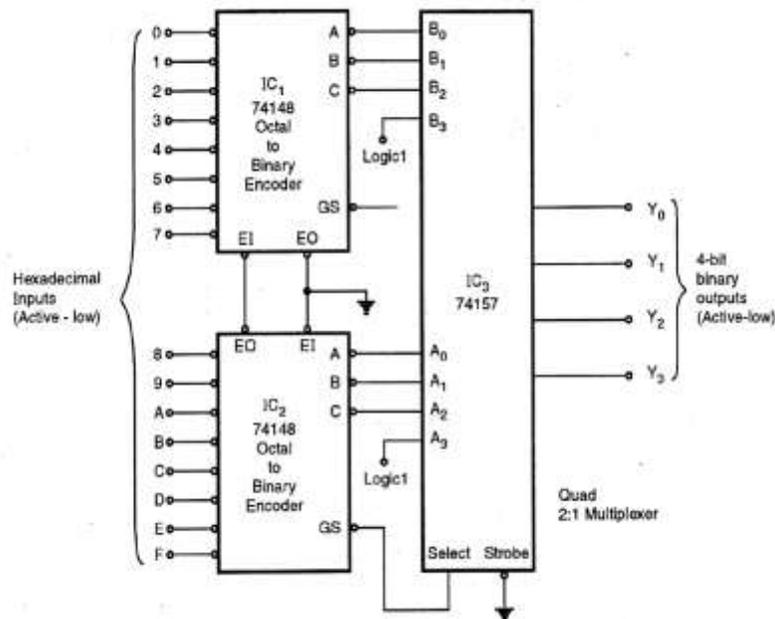 0
1
2
3
4
5
6
7
IC1
74148
Octal
to
Binary
Encoder
A
B
C
GS
EI EO
B0
B1
B2
B3
Logic1
Hexadecimal
Inputs
(Active - low)
IC3
74157
Y0
Y1
Y2
Y3
4-bit
binary
outputs
(Active-low)
EO EI
8
9
A
B
C
D
E
F
IC2
74148
Octal
to
Binary
Encoder
A
B
C
GS
A0
A1
A2
A3
Logic1
Quad
2:1 Multiplexer
Select Strobe